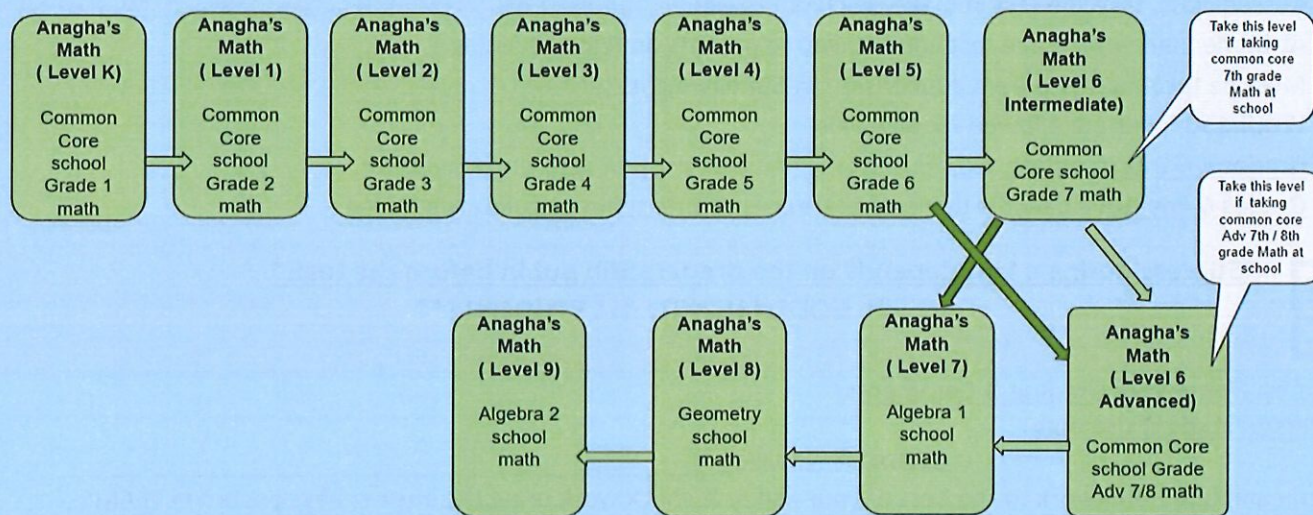 Anagha's
Math
( Level K)
Common
Core
school
Grade 1
math
Anagha's
Math
( Level 1)
Common
Core
school
Grade 2
math
Anagha's
Math
( Level 2)
Common
Core
school
Grade 3
math
Anagha's
Math
( Level 3)
Common
Core
school
Grade 4
math
Anagha's
Math
( Level 4)
Common
Core
school
Grade 5
math
Anagha's
Math
( Level 5)
Common
Core
school
Grade 6
math
Anagha's
Math
( Level 6
Intermediate)
Common
Core school
Grade 7 math
Take this level
if taking
common core
7th grade
Math at
school
Take this level
if taking
common core
Adv 7th / 8th
grade Math at
school
Anagha's
Math
( Level 9)
Algebra 2
school
math
Anagha's
Math
( Level 8)
Geometry
school
math
Anagha's
Math
( Level 7)
Algebra 1
school
math
Anagha's
Math
( Level 6
Advanced)
Common Core
school Grade
Adv 7/8 math